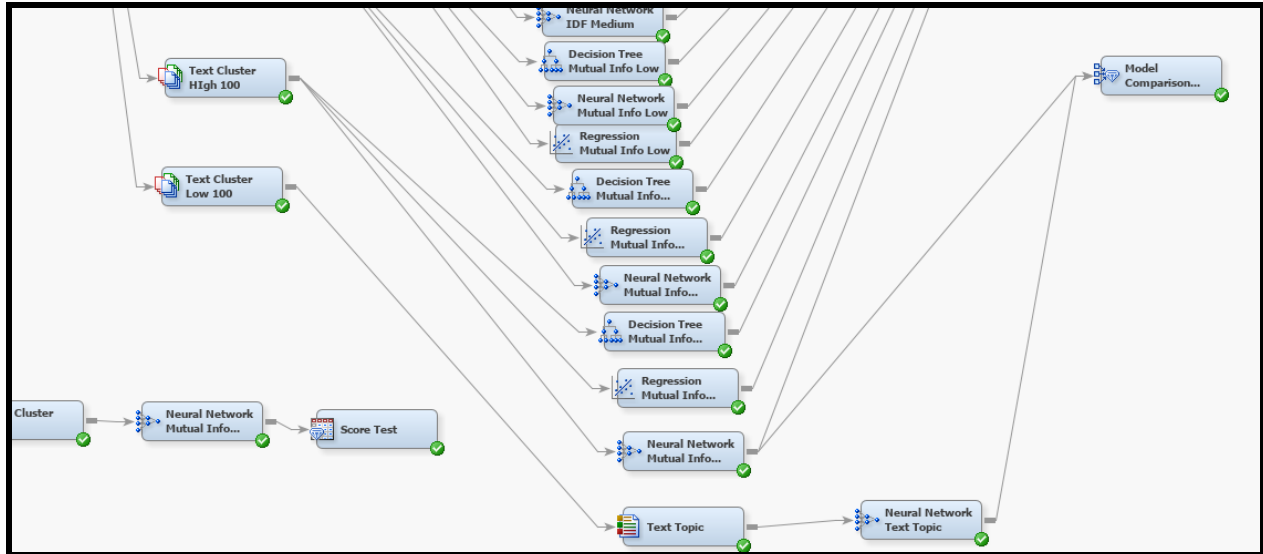 Neural Network
IDF Medium
Decision Tree
Mutual Info Low
Text Cluster
HIgh 100
Model
Comparison...
Neural Network
Mutual Info Low
Regression
Mutual Info Low
Text Cluster
Low 100
Decision Tree
Mutual Info...
Regression
Mutual Info...
Neural Network
Mutual Info...
Decision Tree
Mutual Info...
Regression
Mutual Info...
Cluster
Neural Network
Mutual Info...
Score Test
Neural Network
Mutual Info...
Text Topic
Neural Network
Text Topic